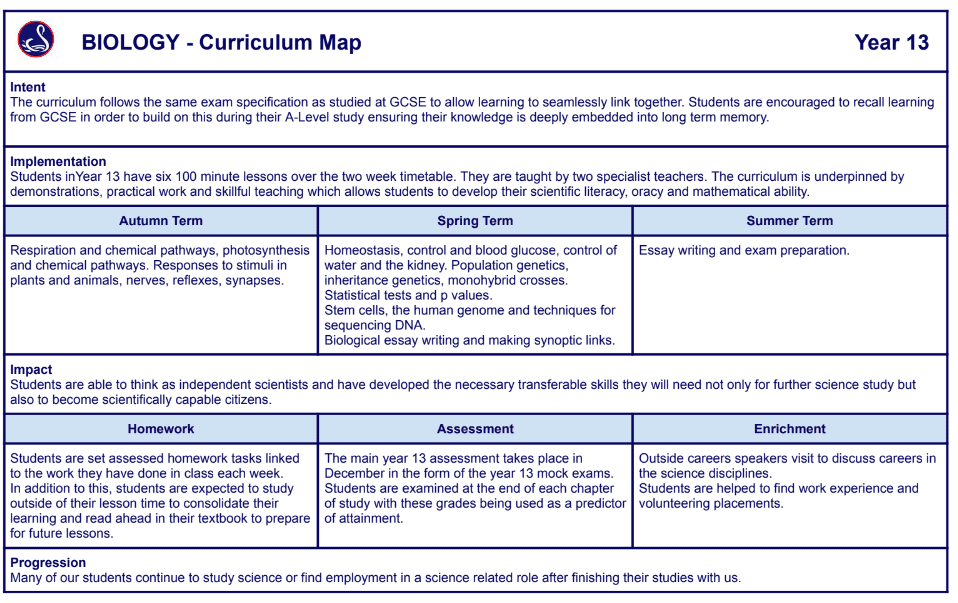 BIOLOGY - Curriculum Map
Year 13
Intent
The curriculum follows the same exam specification as studied at GCSE to allow learning to seamlessly link together. Students are encouraged to recall learning
from GCSE in order to build on this during their A-Level study ensuring their knowledge is deeply embedded into long term memory.
Implementation
Students inYear 13 have six 100 minute lessons over the two week timetable. They are taught by two specialist teachers. The curriculum is underpinned by
demonstrations, practical work and skillful teaching which allows students to develop their scientific literacy, oracy and mathematical ability.
Autumn Term
Respiration and chemical pathways, photosynthesis
and chemical pathways. Responses to stimuli in
plants and animals, nerves, reflexes, synapses.
Spring Term
Homeostasis, control and blood glucose, control of
water and the kidney. Population genetics,
inheritance genetics, monohybrid crosses.
Statistical tests and p values.
Stem cells, the human genome and techniques for
sequencing DNA.
Biological essay writing and making synoptic links.
Summer Term
Essay writing and exam preparation.
Impact
Students are able to think as independent scientists and have developed the necessary transferable skills they will need not only for further science study but
also to become scientifically capable citizens.
Homework
Students are set assessed homework tasks linked
to the work they have done in class each week.
In addition to this, students are expected to study
outside of their lesson time to consolidate their
learning and read ahead in their textbook to prepare
for future lessons.
Assessment
The main year 13 assessment takes place in
December in the form of the year 13 mock exams.
Students are examined at the end of each chapter
of study with these grades being used as a predictor
of attainment.
Enrichment
Outside careers speakers visit to discuss careers in
the science disciplines.
Students are helped to find work experience and
volunteering placements.
Progression
Many of our students continue to study science or find employment in a science related role after finishing their studies with us.